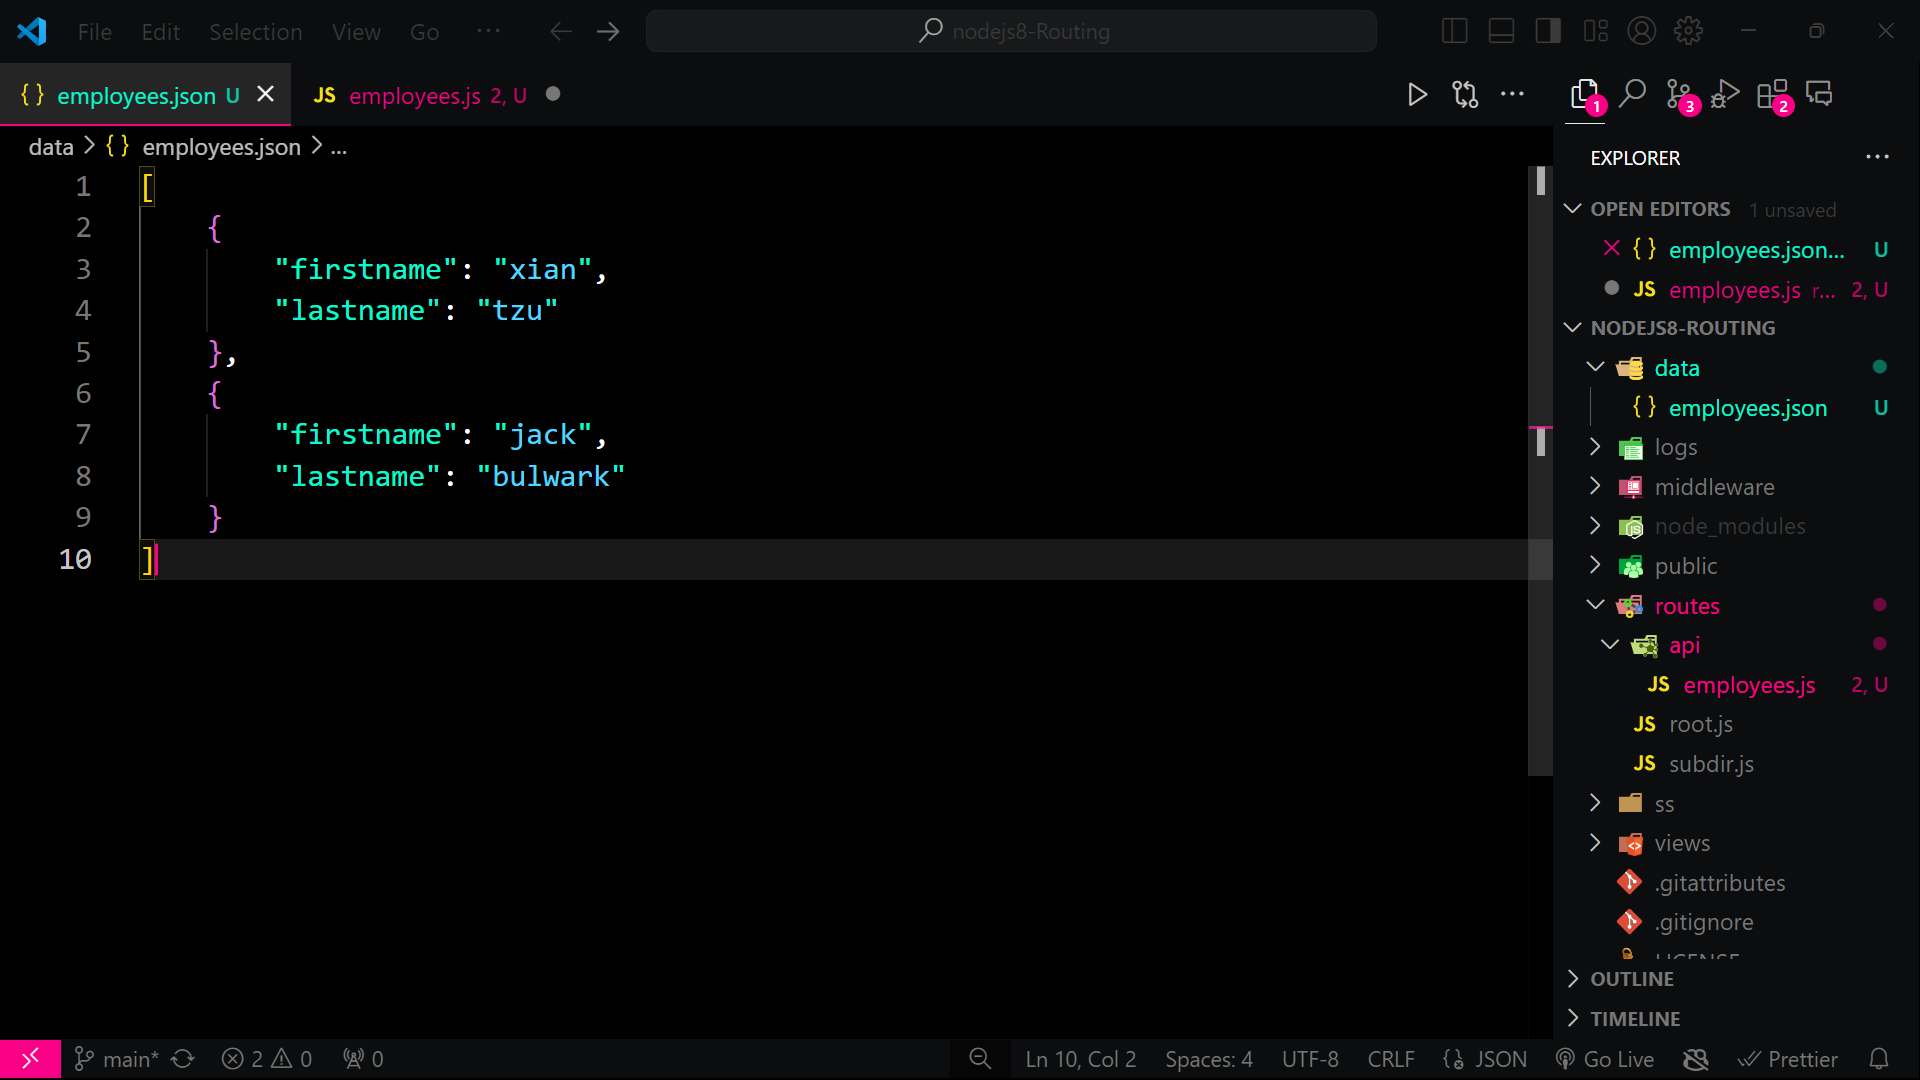 File Edit Selection View Go ··· nodejs8-Routing
{} employees.json U JS employees.js 2, U
1 3 2
data > {} employees.json > ...
1 [
2 {
3 "firstname": "xian",
4 "lastname": "tzu"
5 },
6 {
7 "firstname": "jack",
8 "lastname": "bulwark"
9 }
10 ]
EXPLORER
OPEN EDITORS 1 unsaved
{} employees.json... U
JS employees.js r... 2, U
NODEJS8-ROUTING
data
{} employees.json U
logs
middleware
node_modules
public
routes
api
JS employees.js 2, U
JS root.js
JS subdir.js
ss
views
.gitattributes
.gitignore
LICENSE
OUTLINE
TIMELINE
main* 2 0 0 Ln 10, Col 2 Spaces: 4 UTF-8 CRLF {} JSON Go Live Prettier